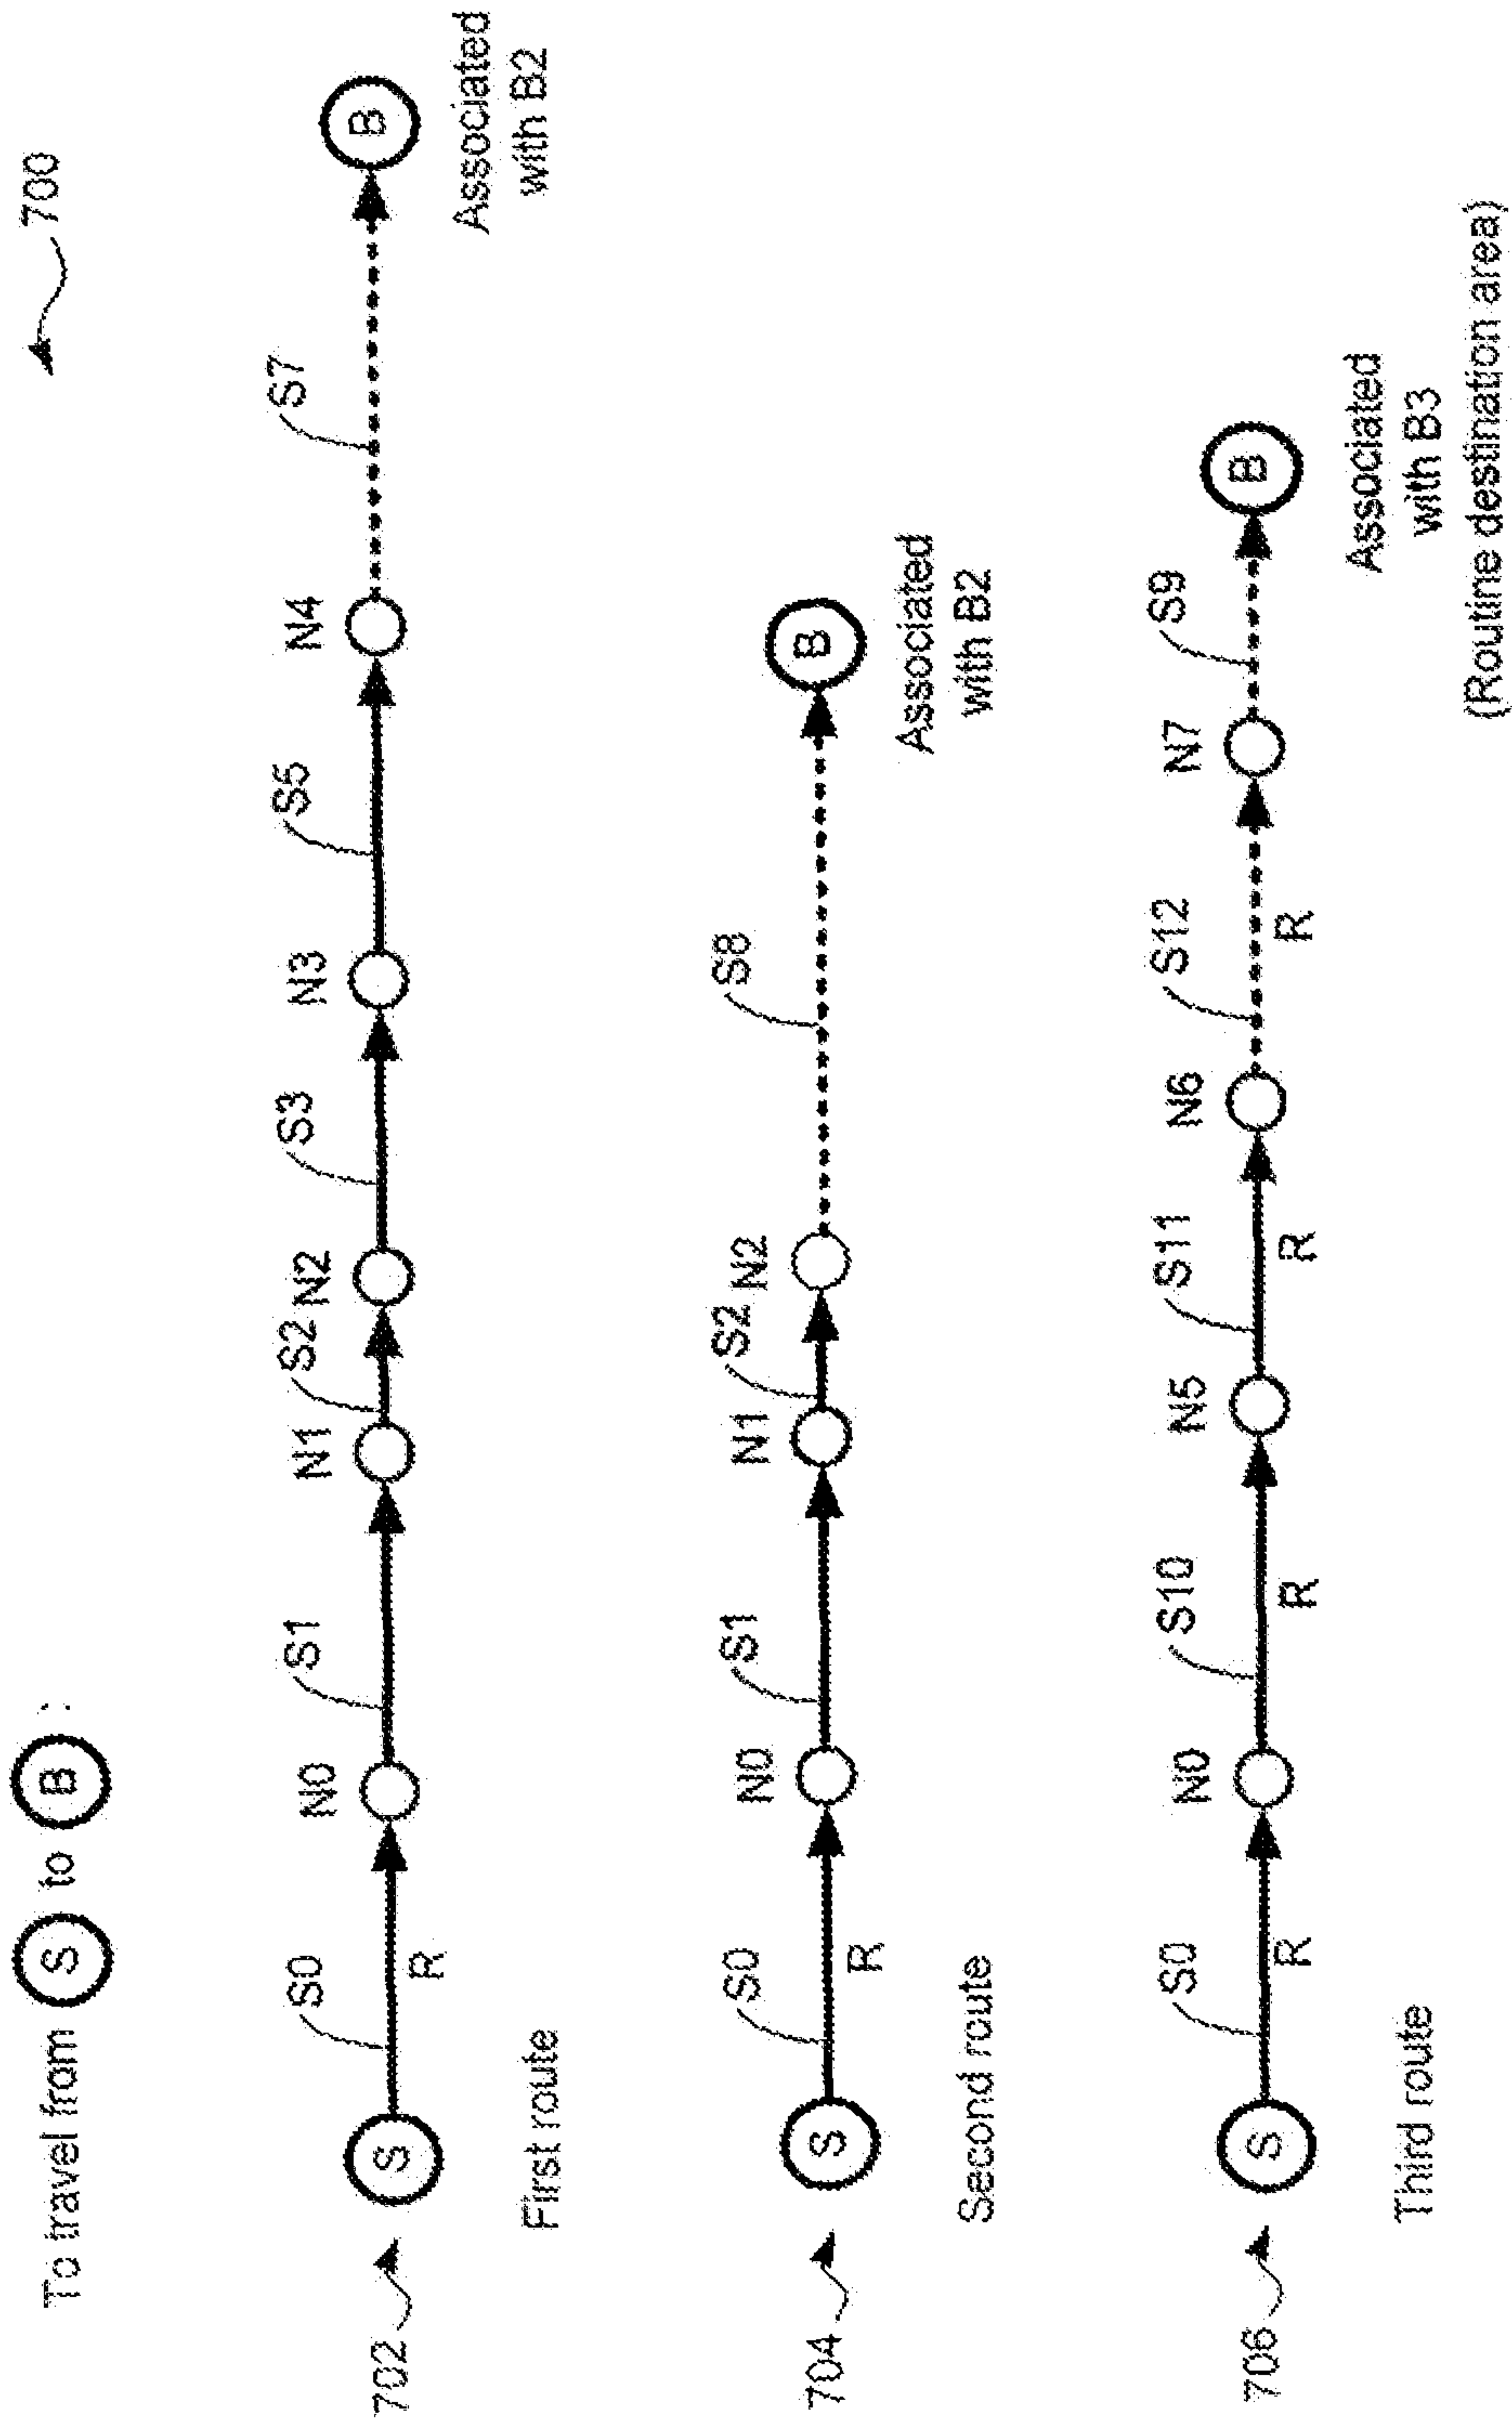 700
To travel from S to B :
S0 S1 S2 S3 S5 S7
N0 N1 N2 N3 N4
702 S B
R
First route
Associated
with B2
S0 S1 S2 S8
N0 N1 N2
704 S B
R
Second route
Associated
with B2
S0 S10 S11 S12 S9
N0 N5 N6 N7
706 S B
R R R R
Third route
Associated
with B3
(Routine destination area)